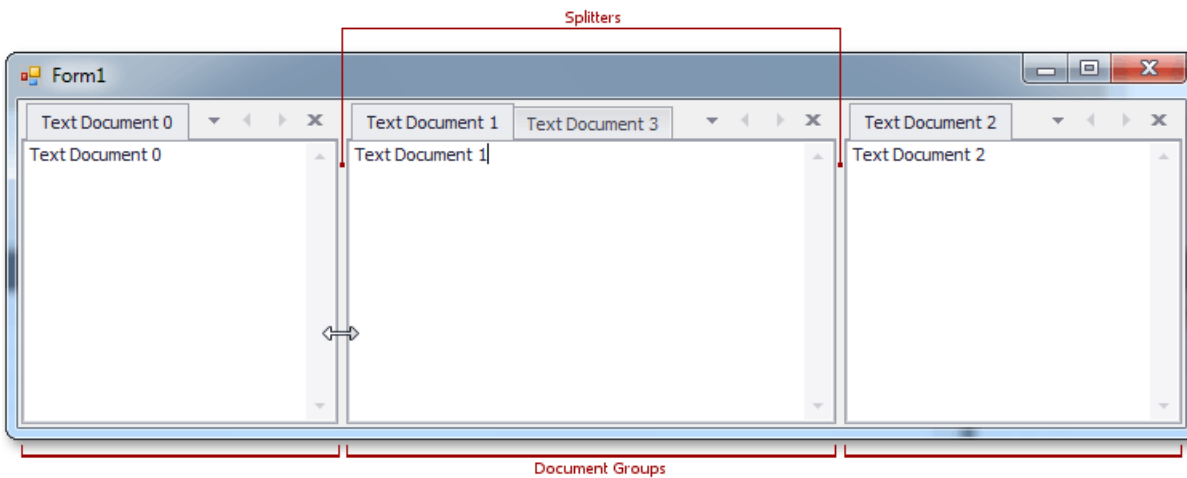 Splitters
Form1
Text Document 0
Text Document 1
Text Document 3
Text Document 2
Text Document 0
Text Document 1
Text Document 2
Document Groups